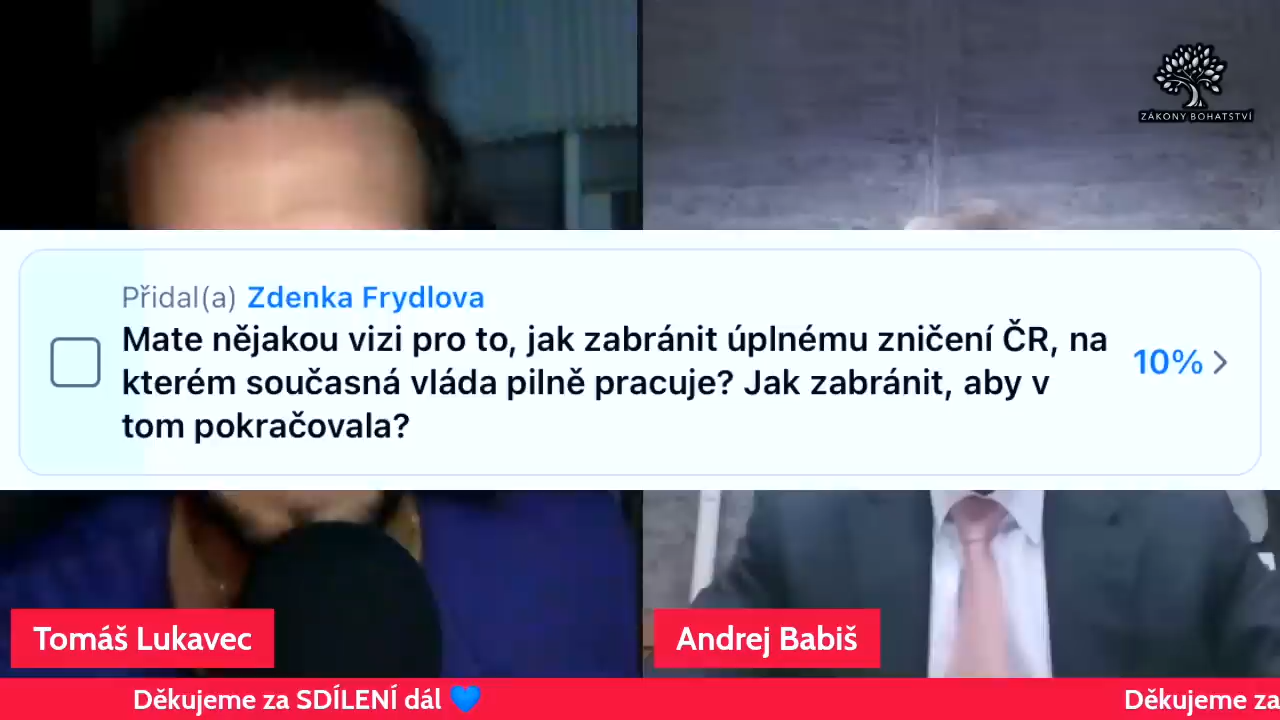 ZÁKONY BOHATSTVÍ
Přidal(a) Zdenka Frydlova
Mate nějakou vizi pro to, jak zabránit úplnému zničení ČR, na
kterém současná vláda pilně pracuje? Jak zabránit, aby v
tom pokračovala?
10%
Tomáš Lukavec
Andrej Babiš
Děkujeme za SDÍLENÍ dál 💙
Děkujeme za